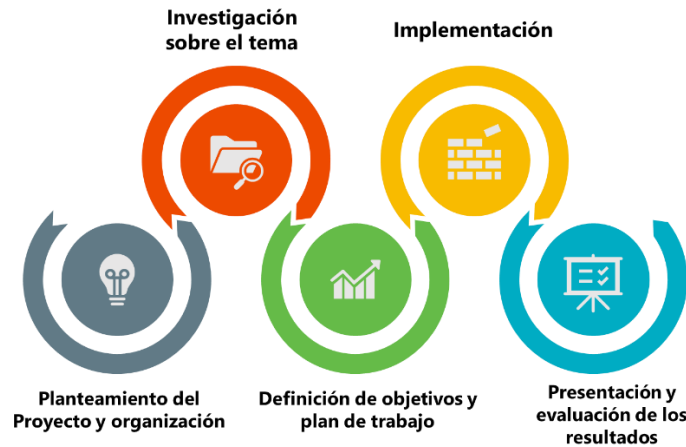 Investigación
sobre el tema
Implementación
Planteamiento del
Proyecto y organización
Definición de objetivos y
plan de trabajo
Presentación y
evaluación de los
resultados